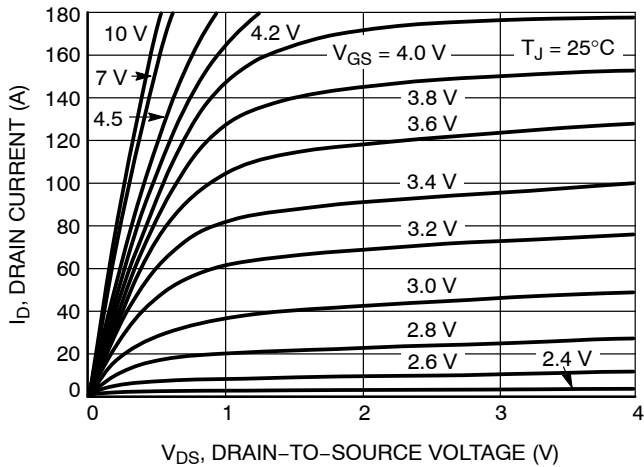 180
160
140
120
100
80
60
40
20
0
I_D, DRAIN CURRENT (A)
10 V
7 V
4.5
4.2 V
V_GS = 4.0 V
T_J = 25°C
3.8 V
3.6 V
3.4 V
3.2 V
3.0 V
2.8 V
2.6 V
2.4 V
0 1 2 3 4
V_DS, DRAIN−TO−SOURCE VOLTAGE (V)